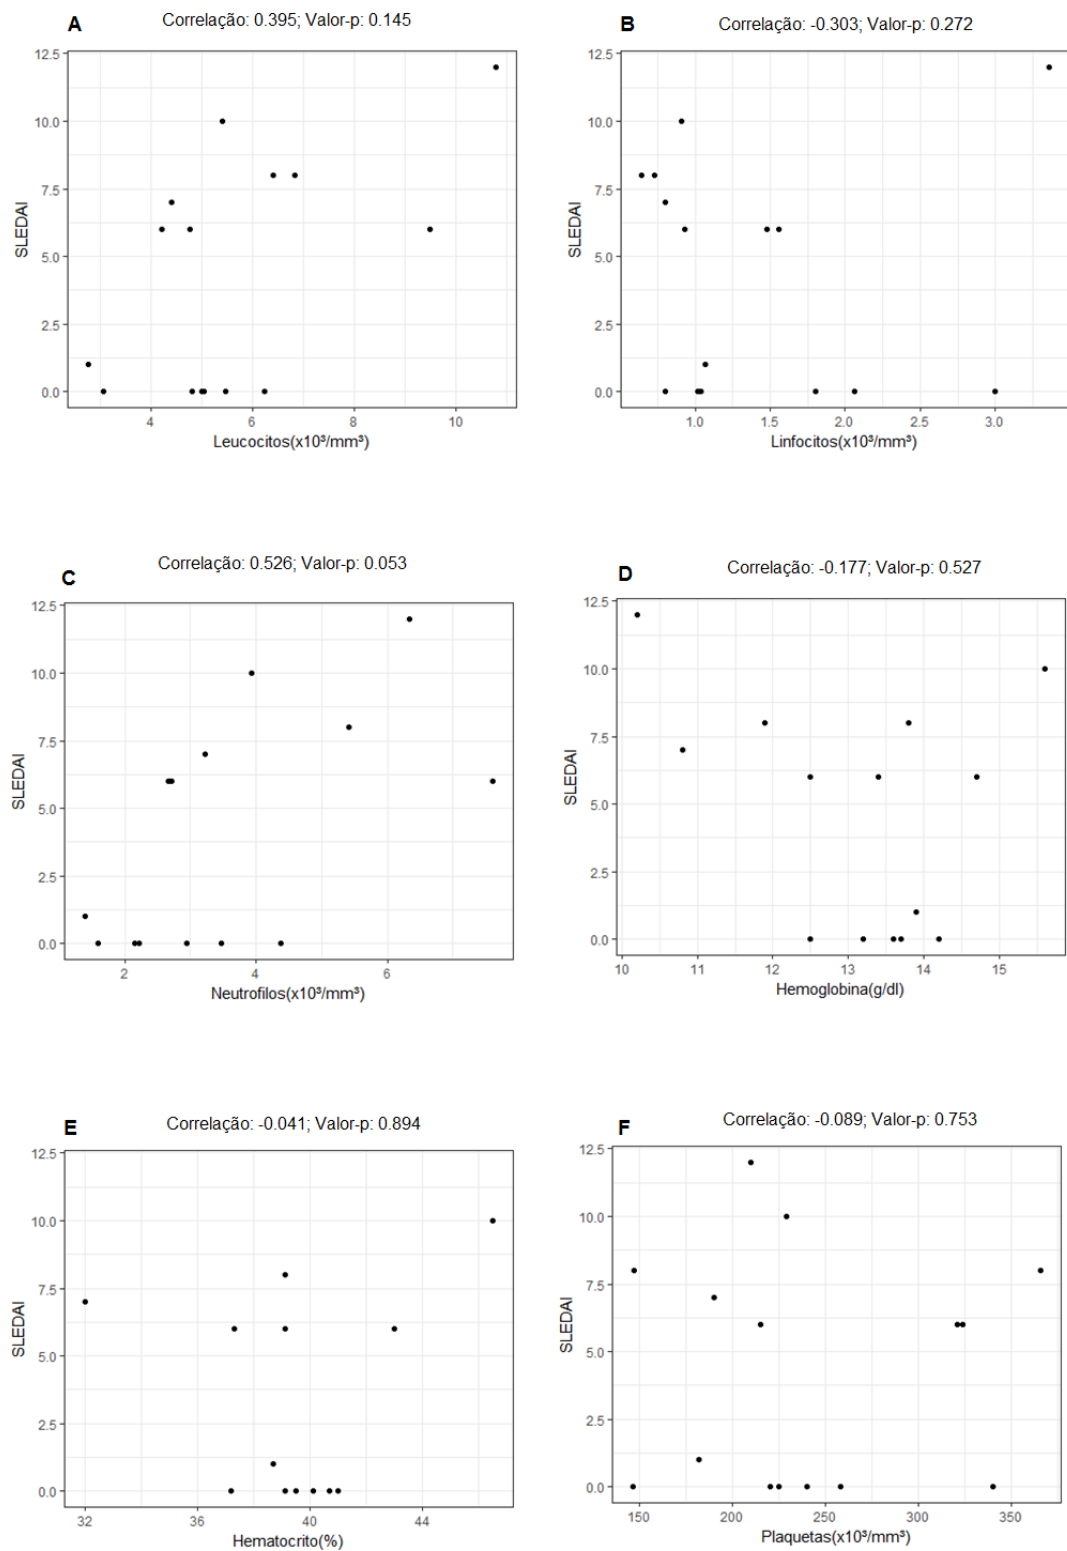 A
Correlação: 0.395; Valor-p: 0.145
12.5
10.0
7.5
5.0
2.5
0.0
SLEDAI
4 6 8 10
Leucocitos(x10³/mm³)
B
Correlação: -0.303; Valor-p: 0.272
12.5
10.0
7.5
5.0
2.5
0.0
SLEDAI
1.0 1.5 2.0 2.5 3.0
Linfocitos(x10³/mm³)
C
Correlação: 0.526; Valor-p: 0.053
12.5
10.0
7.5
5.0
2.5
0.0
SLEDAI
2 4 6
Neutrofilos(x10³/mm³)
D
Correlação: -0.177; Valor-p: 0.527
12.5
10.0
7.5
5.0
2.5
0.0
SLEDAI
10 11 12 13 14 15
Hemoglobina(g/dl)
E
Correlação: -0.041; Valor-p: 0.894
12.5
10.0
7.5
5.0
2.5
0.0
SLEDAI
32 36 40 44
Hematocrito(%)
F
Correlação: -0.089; Valor-p: 0.753
12.5
10.0
7.5
5.0
2.5
0.0
SLEDAI
150 200 250 300 350
Plaquetas(x10³/mm³)